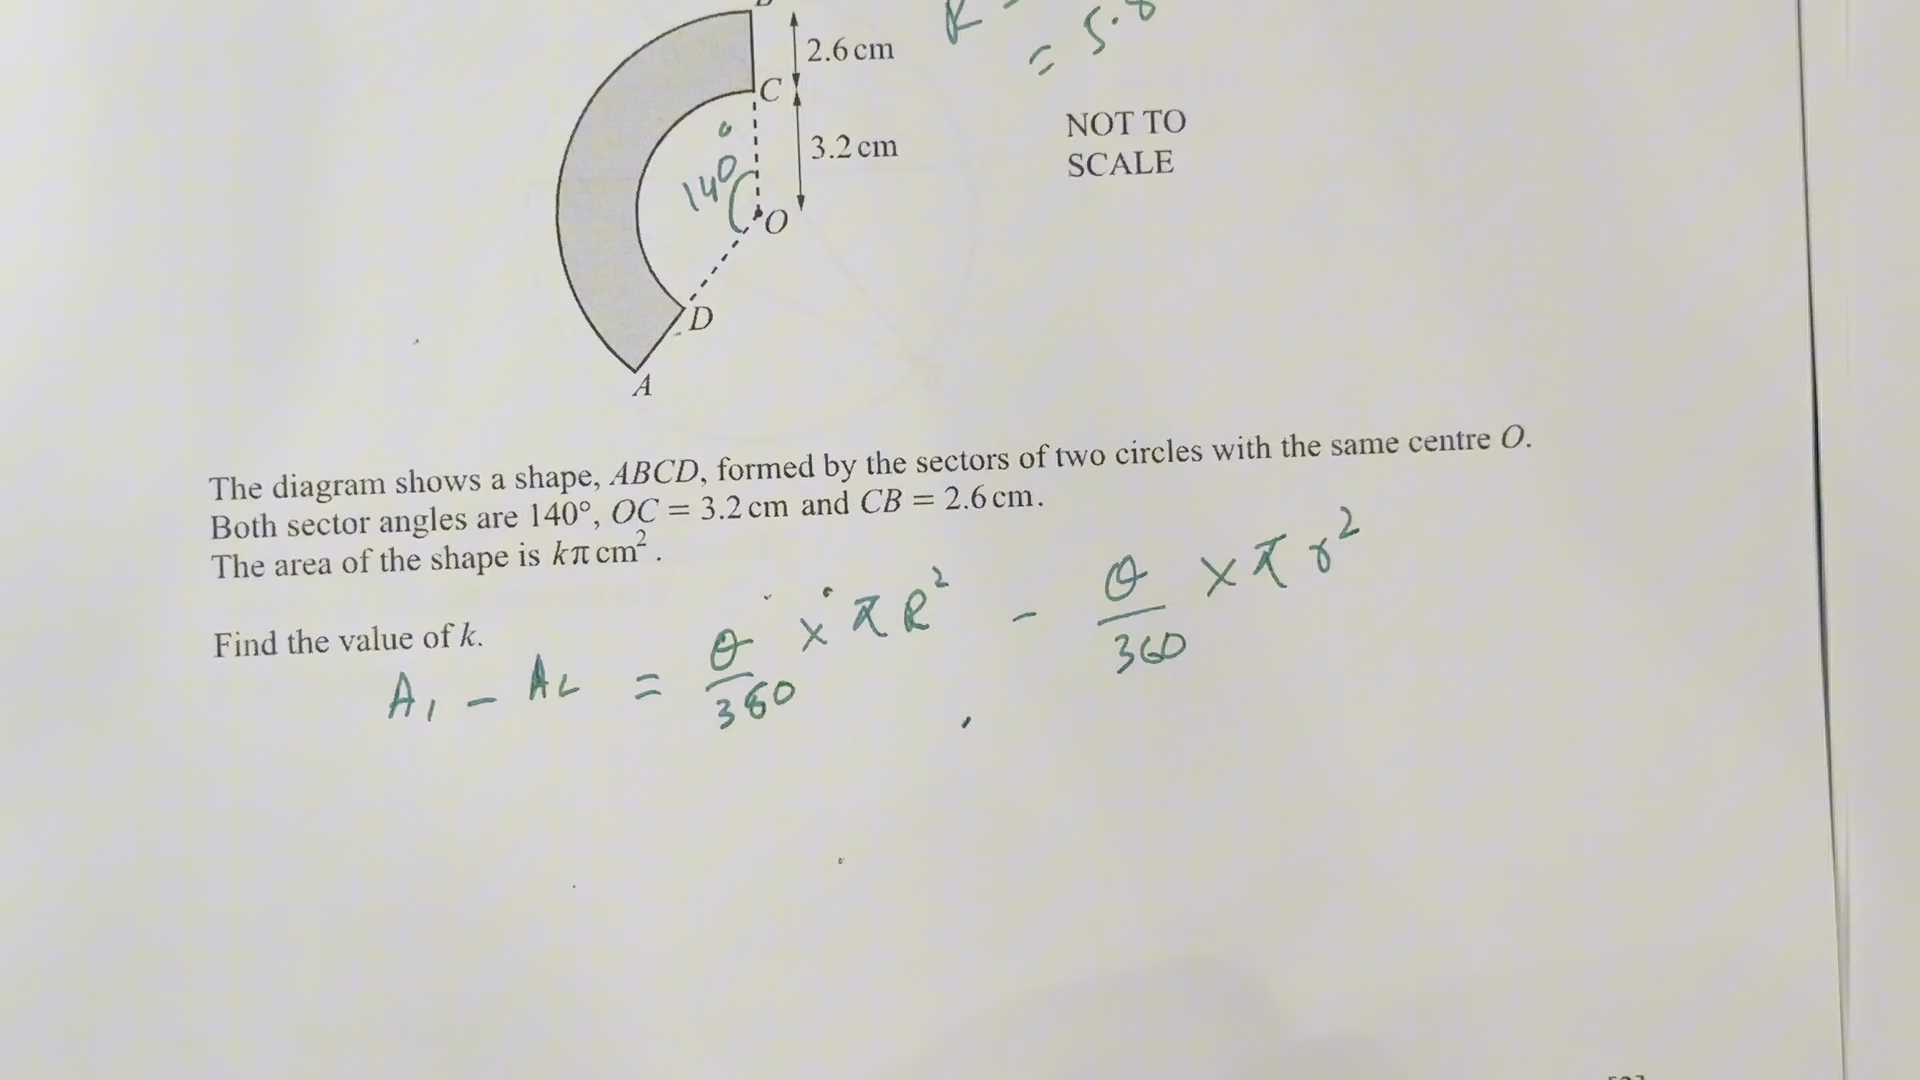 2.6 cm
= 5.8
C
NOT TO
SCALE
3.2 cm
140°
O
D
A
The diagram shows a shape, ABCD, formed by the sectors of two circles with the same centre O.
Both sector angles are 140°, OC = 3.2 cm and CB = 2.6 cm.
The area of the shape is kπ cm².
Find the value of k.
A₁ - A₂ = θ/360 × πR² - θ/360 × πr²